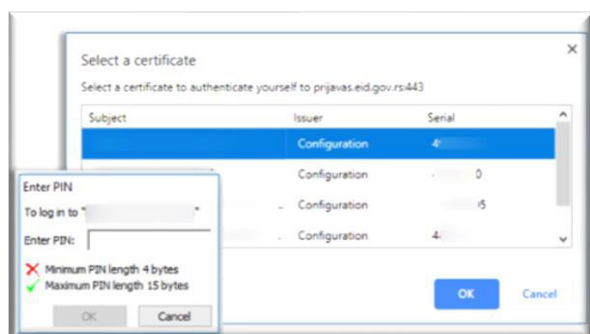 Select a certificate
Select a certificate to authenticate yourself to prijavas.eid.gov.rs:443
Subject Issuer Serial
Configuration
Configuration
Configuration
Configuration
Enter PIN
To log in to " "
Enter PIN:
Minimum PIN length 4 bytes
Maximum PIN length 15 bytes
OK Cancel
OK Cancel